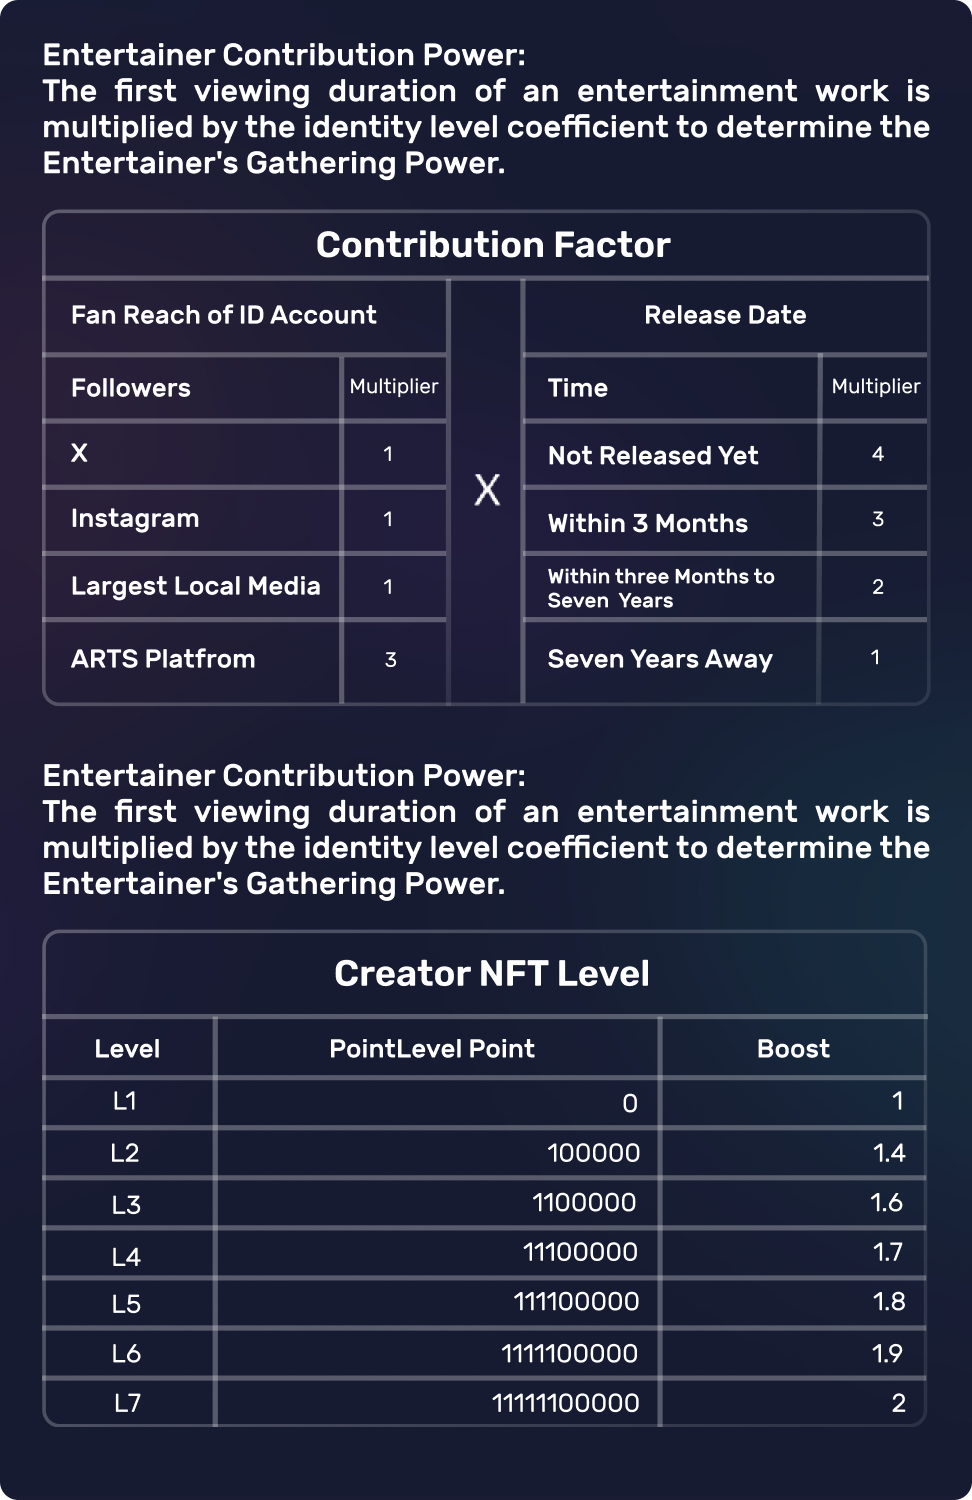 Entertainer Contribution Power:
The first viewing duration of an entertainment work is
multiplied by the identity level coefficient to determine the
Entertainer's Gathering Power.
Contribution Factor
Fan Reach of ID Account
Release Date
Followers Multiplier
Time Multiplier
X 1
Not Released Yet 4
X
Instagram 1
Within 3 Months 3
Largest Local Media 1
Within three Months to
Seven Years 2
ARTS Platfrom 3
Seven Years Away 1
Entertainer Contribution Power:
The first viewing duration of an entertainment work is
multiplied by the identity level coefficient to determine the
Entertainer's Gathering Power.
Creator NFT Level
Level PointLevel Point Boost
L1 0 1
L2 100000 1.4
L3 1100000 1.6
L4 11100000 1.7
L5 111100000 1.8
L6 1111100000 1.9
L7 11111100000 2